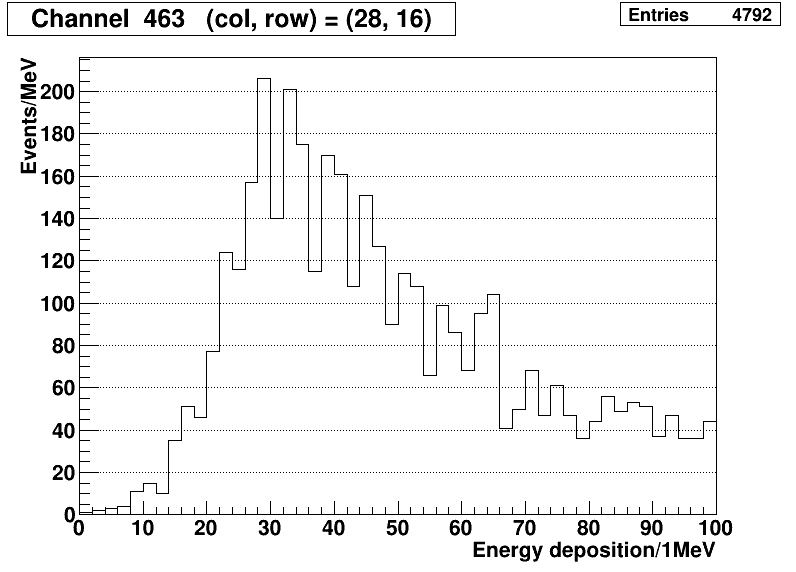 Channel 463 (col, row) = (28, 16)
Entries 4792
Events/MeV
200
180
160
140
120
100
80
60
40
20
0
0 10 20 30 40 50 60 70 80 90 100
Energy deposition/1MeV